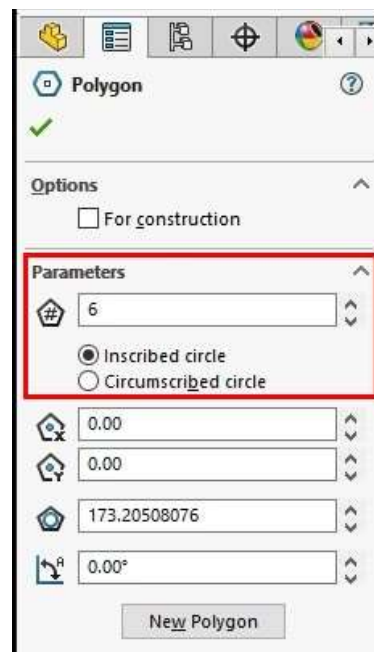 Polygon
Options
For construction
Parameters
#
6
Inscribed circle
Circumscribed circle
X
0.00
Y
0.00
173.20508076
A
0.00°
New Polygon